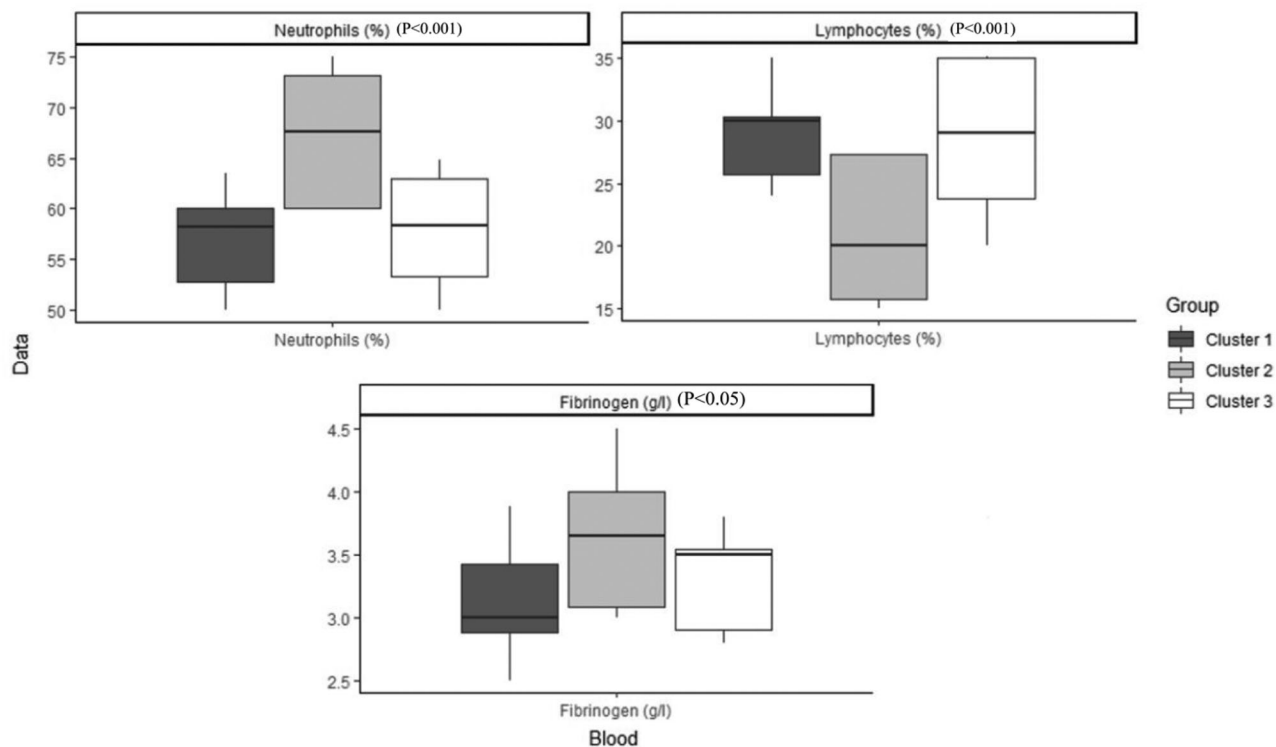 Neutrophils (%) (P<0.001)
75
70
65
60
55
50
Neutrophils (%)
Lymphocytes (%) (P<0.001)
35
30
25
20
15
Lymphocytes (%)
Data
Group
Cluster 1
Cluster 2
Cluster 3
Fibrinogen (g/l) (P<0.05)
4.5
4.0
3.5
3.0
2.5
Fibrinogen (g/l)
Blood